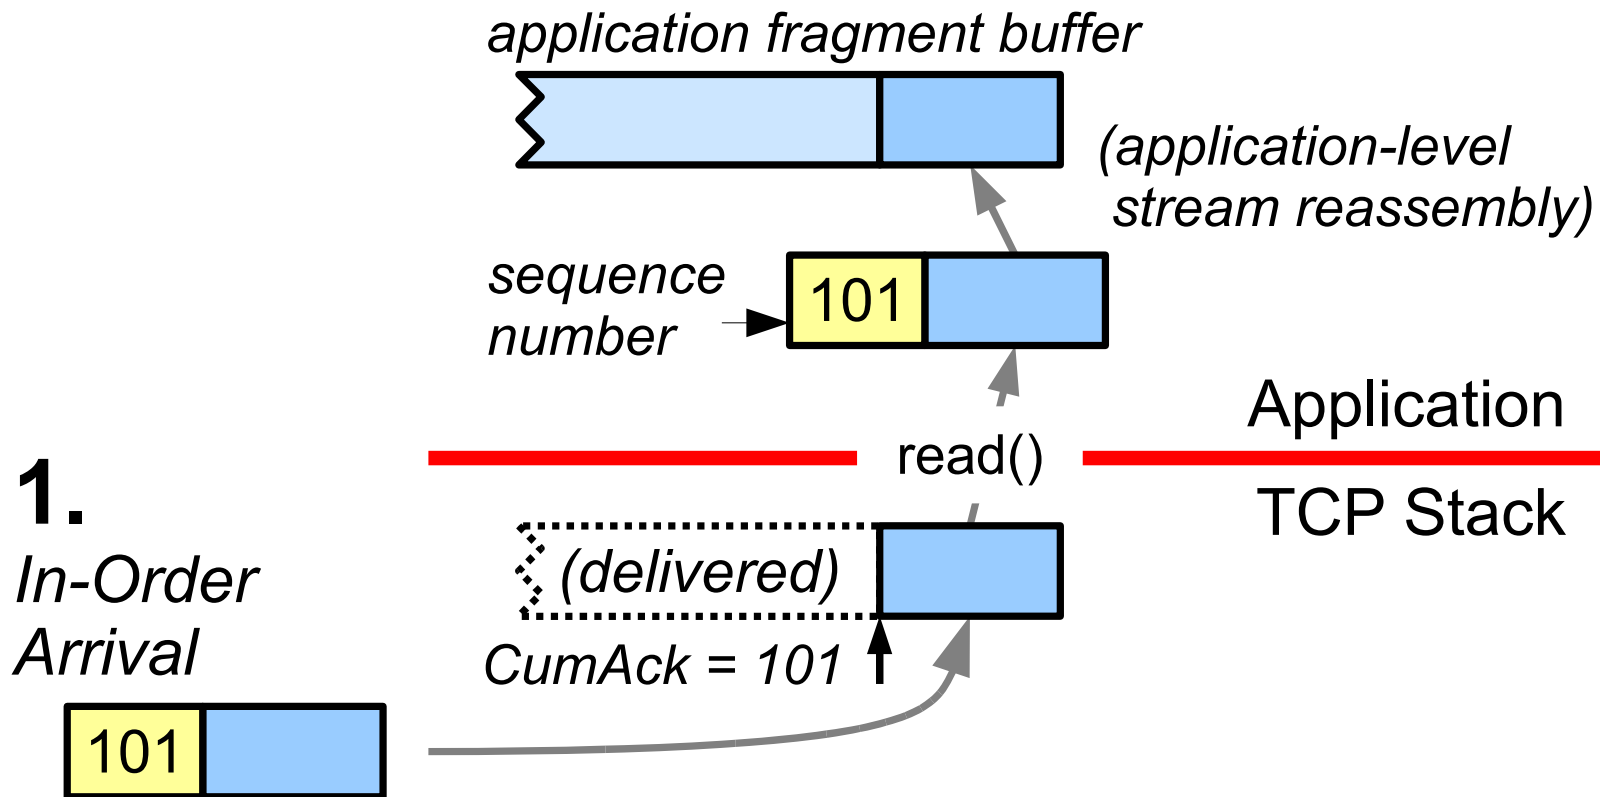 application fragment buffer
(application-level
stream reassembly)
sequence
number
101
Application
read()
TCP Stack
1.
In-Order
Arrival
(delivered)
CumAck = 101
101